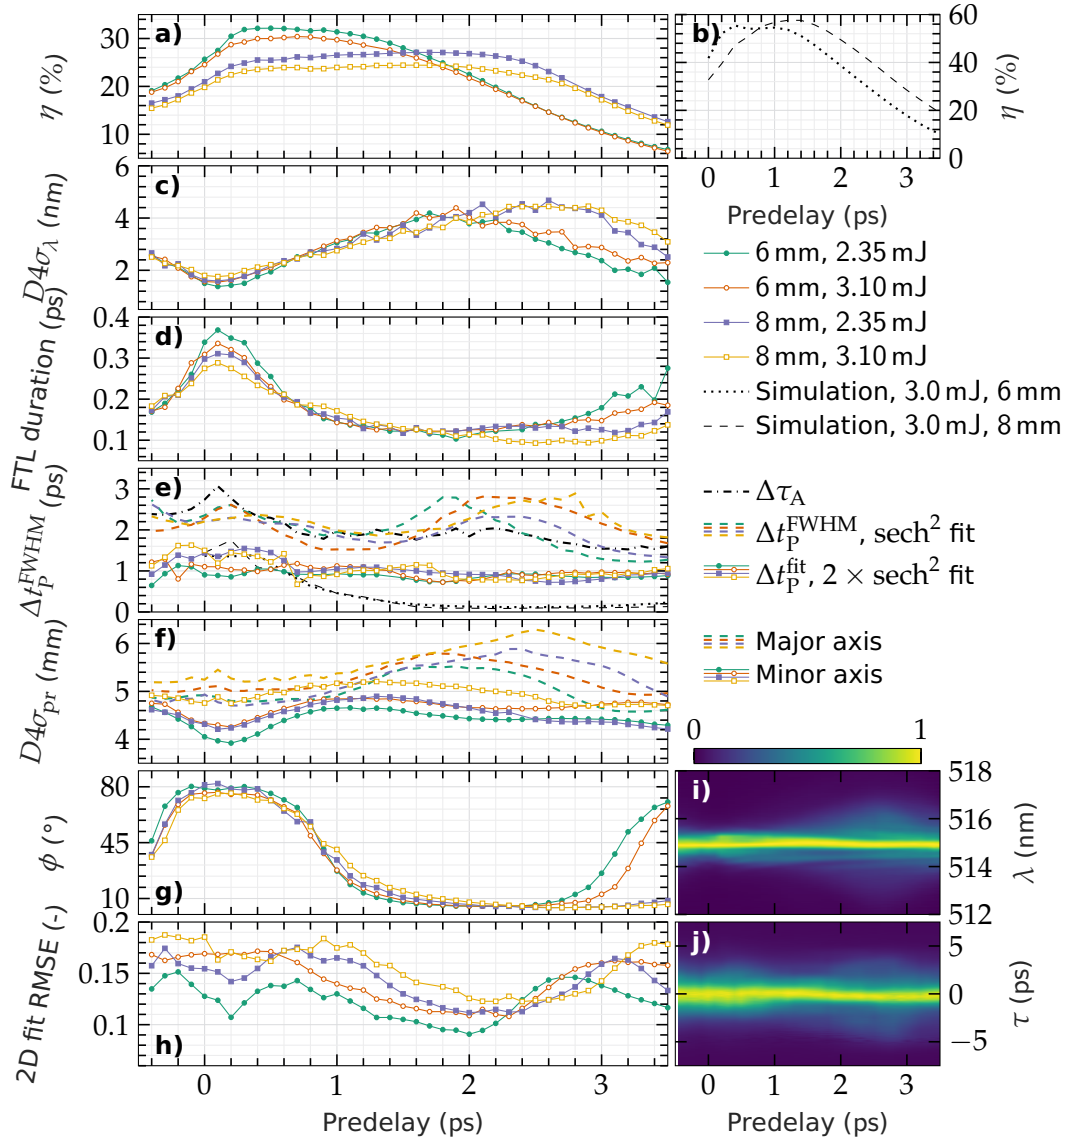 a)
30
20
10
η (%)
b)
60
40
20
0
η (%)
0 1 2 3
Predelay (ps)
c)
6
4
2
D4σλ (nm)
6 mm, 2.35 mJ
6 mm, 3.10 mJ
8 mm, 2.35 mJ
8 mm, 3.10 mJ
Simulation, 3.0 mJ, 6 mm
Simulation, 3.0 mJ, 8 mm
d)
0.4
0.3
0.2
0.1
FTL duration (ps)
e)
3
2
1
0
Δt_P^FWHM (ps)
Δτ_A
Δt_P^FWHM, sech² fit
Δt_P^fit, 2 × sech² fit
f)
6
5
4
D4σ_pr (mm)
Major axis
Minor axis
0 1
g)
80
45
10
ϕ (°)
i)
518
516
514
512
λ (nm)
h)
0.2
0.15
0.1
2D fit RMSE (-)
0 1 2 3
Predelay (ps)
j)
5
0
−5
τ (ps)
0 1 2 3
Predelay (ps)